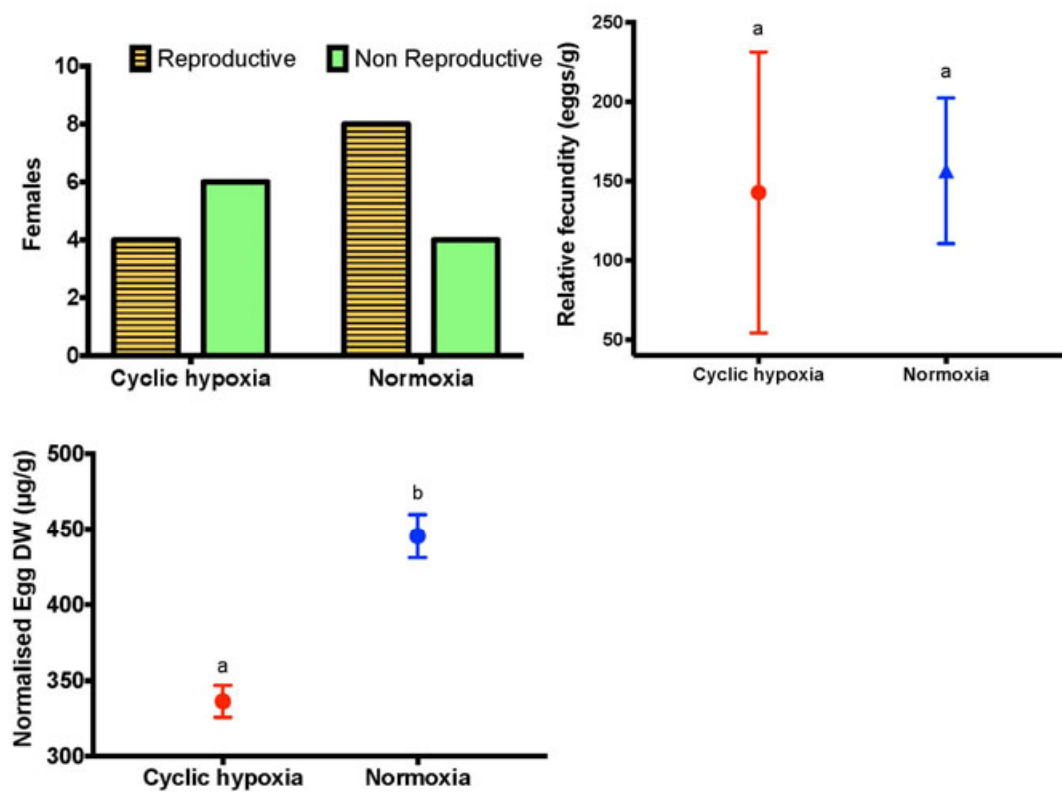 Reproductive Non Reproductive
10
8
6
4
2
0
Females
Cyclic hypoxia Normoxia
250
200
150
100
50
Relative fecundity (eggs/g)
a
a
Cyclic hypoxia Normoxia
500
450
400
350
300
Normalised Egg DW (µg/g)
b
a
Cyclic hypoxia Normoxia